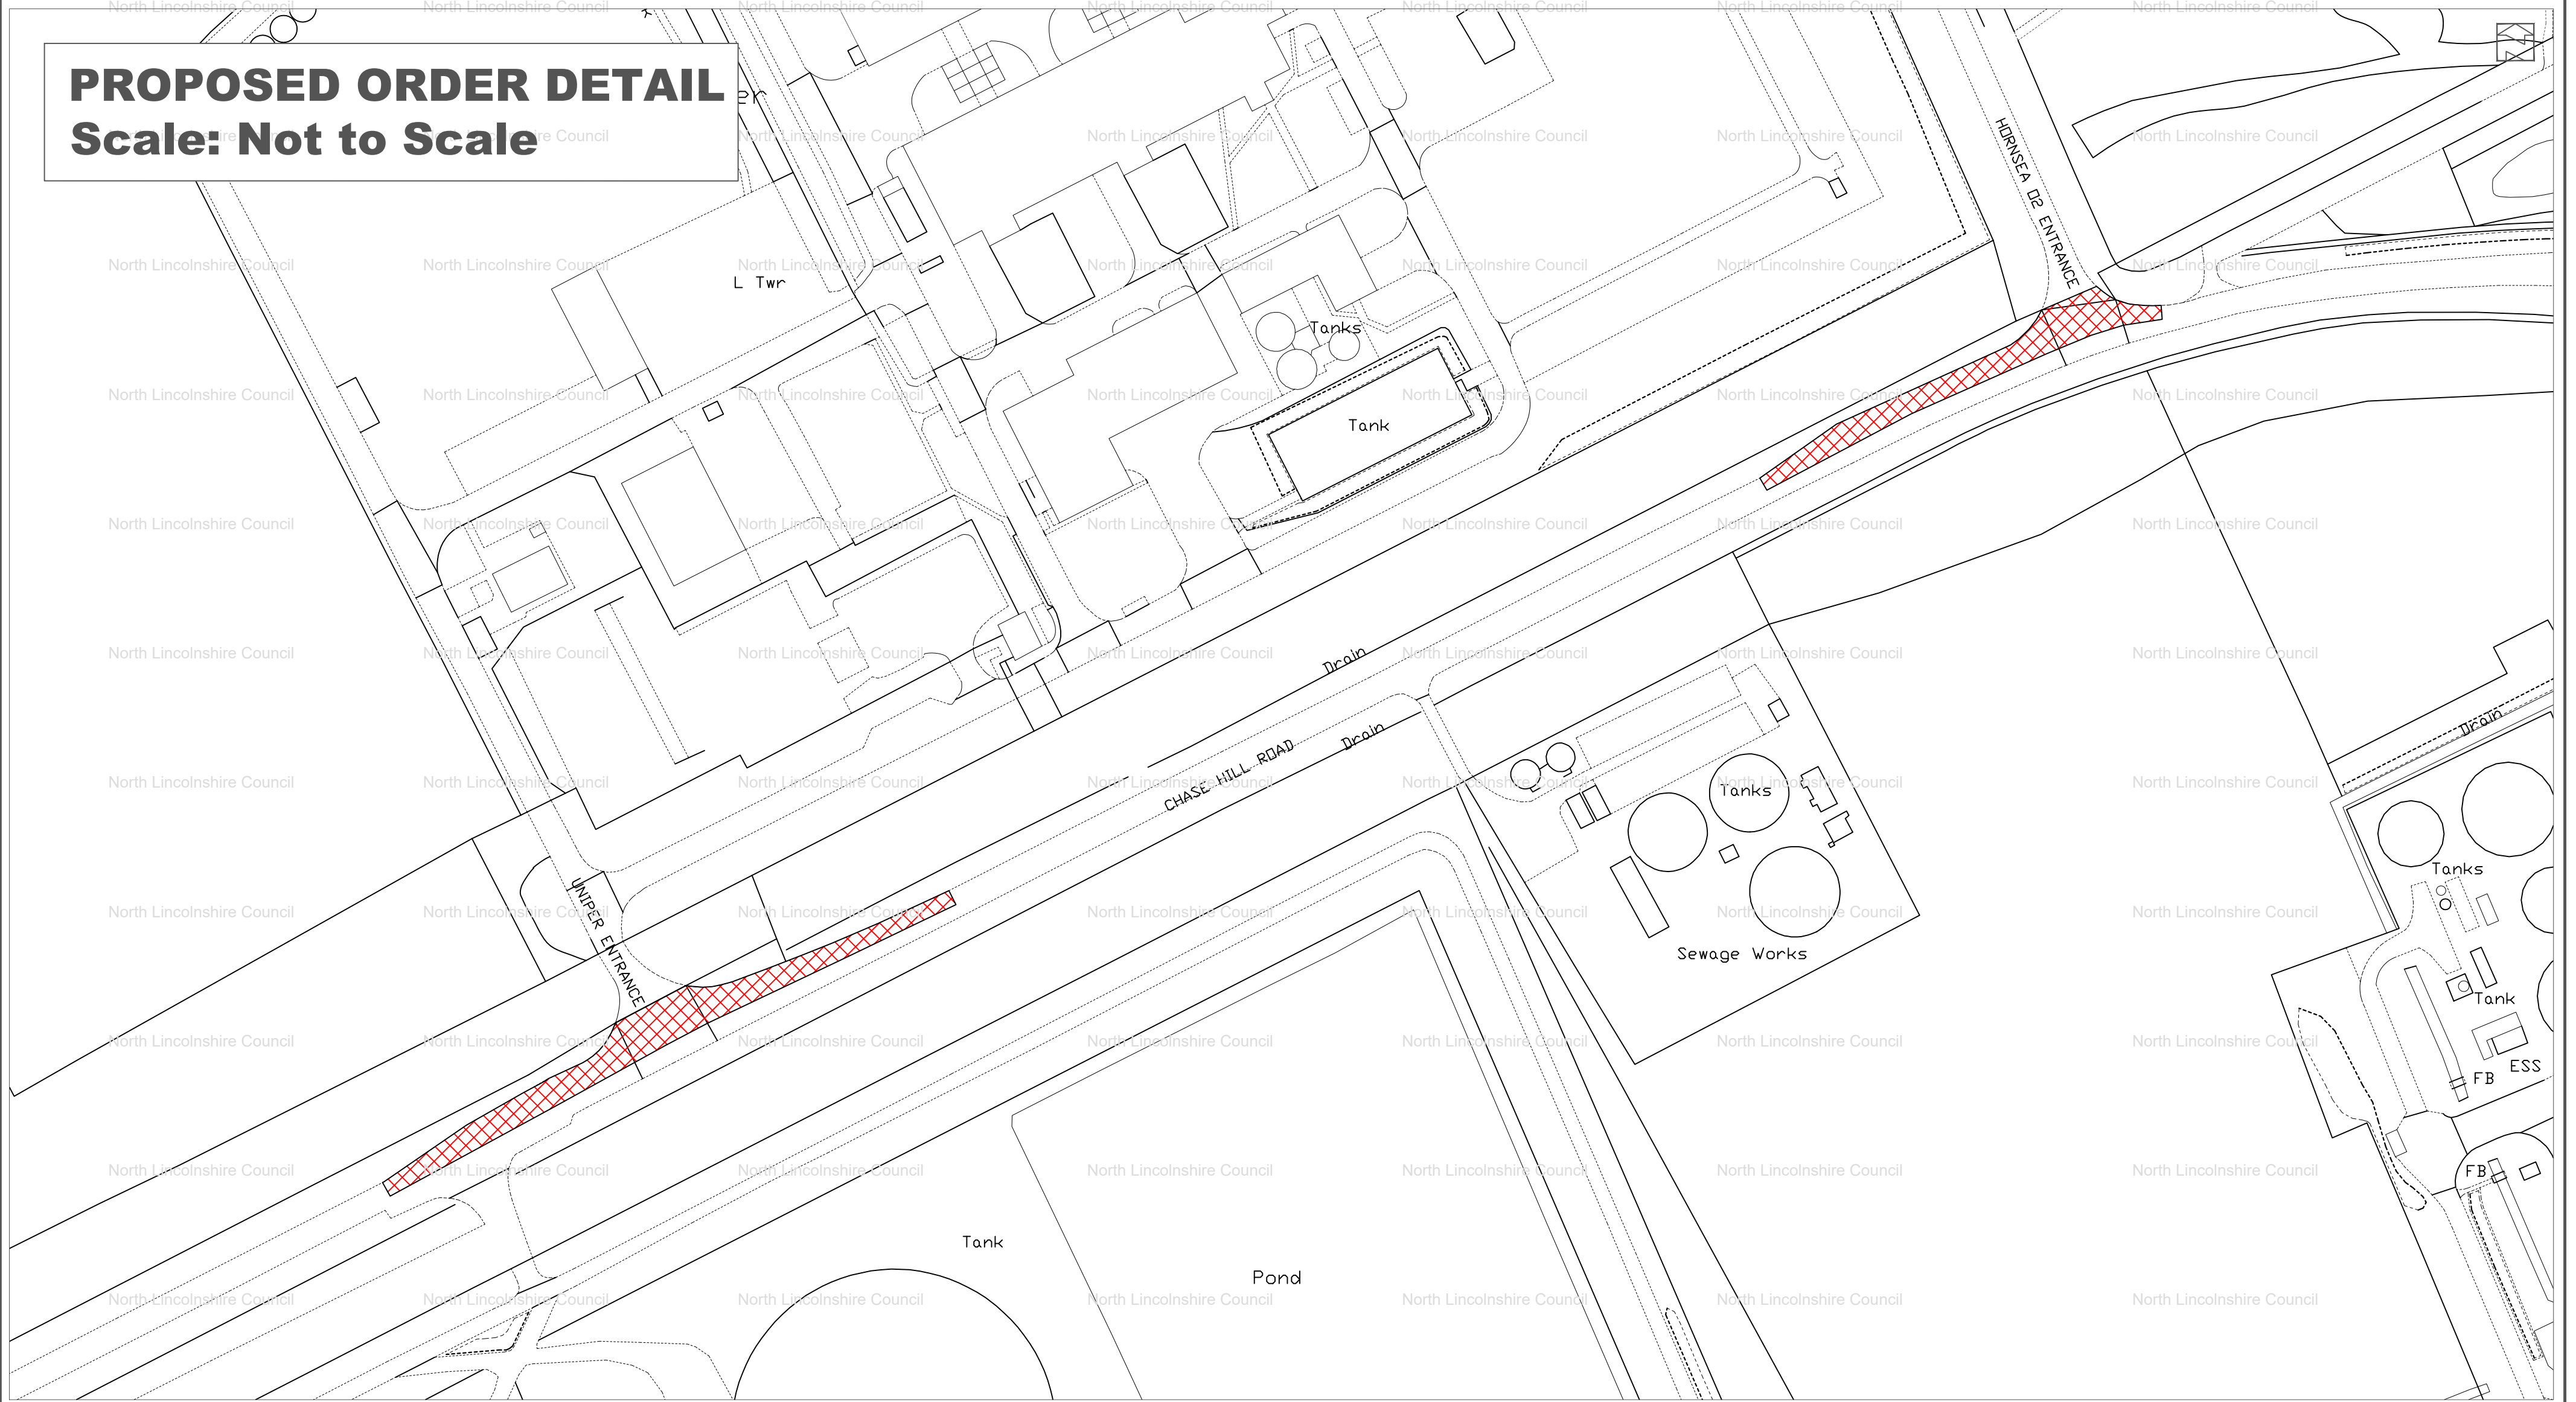 PROPOSED ORDER DETAIL
Scale: Not to Scale
er
L Twr
Tanks
Tank
HORNSEA 02 ENTRANCE
Drain
CHASE HILL ROAD
Drain
UNIPER ENTRANCE
Tanks
Sewage Works
Drain
Tanks
Tank
ESS
FB
FB
Tank
Pond
North Lincolnshire Council